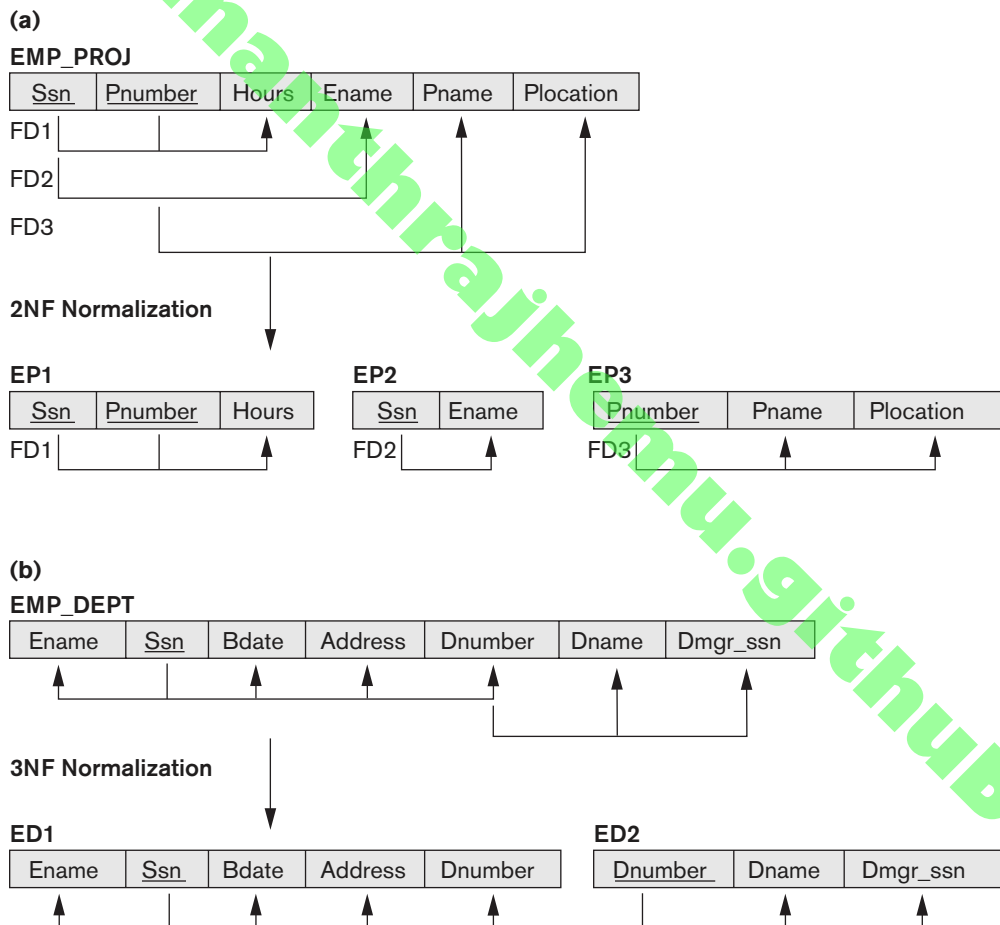 (a)
EMP_PROJ
Ssn Pnumber Hours Ename Pname Plocation
FD1
FD2
FD3
2NF Normalization
EP1 EP2 EP3
Ssn Pnumber Hours Ssn Ename Pnumber Pname Plocation
FD1 FD2 FD3
(b)
EMP_DEPT
Ename Ssn Bdate Address Dnumber Dname Dmgr_ssn
3NF Normalization
ED1 ED2
Ename Ssn Bdate Address Dnumber Dnumber Dname Dmgr_ssn
manthrajhemu.github